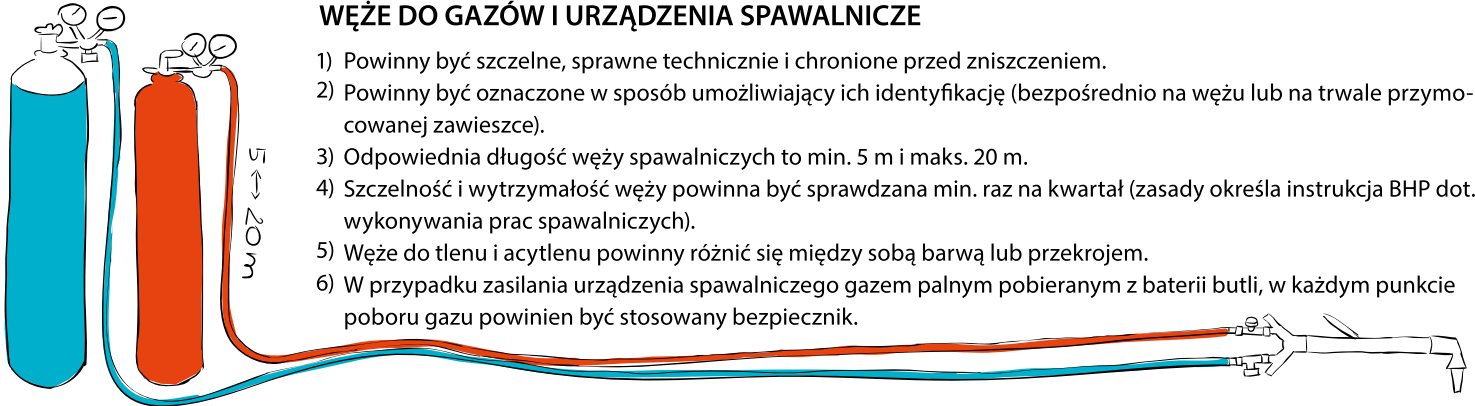 WĘŻE DO GAZÓW I URZĄDZENIA SPAWALNICZE
1) Powinny być szczelne, sprawne technicznie i chronione przed zniszczeniem.
2) Powinny być oznaczone w sposób umożliwiający ich identyfikację (bezpośrednio na wężu lub na trwale przymo-
cowanej zawieszce).
3) Odpowiednia długość węży spawalniczych to min. 5 m i maks. 20 m.
4) Szczelność i wytrzymałość węży powinna być sprawdzana min. raz na kwartał (zasady określa instrukcja BHP dot.
wykonywania prac spawalniczych).
5) Węże do tlenu i acytlenu powinny różnić się między sobą barwą lub przekrojem.
6) W przypadku zasilania urządzenia spawalniczego gazem palnym pobieranym z baterii butli, w każdym punkcie
poboru gazu powinien być stosowany bezpiecznik.
5 ↔ 20 m